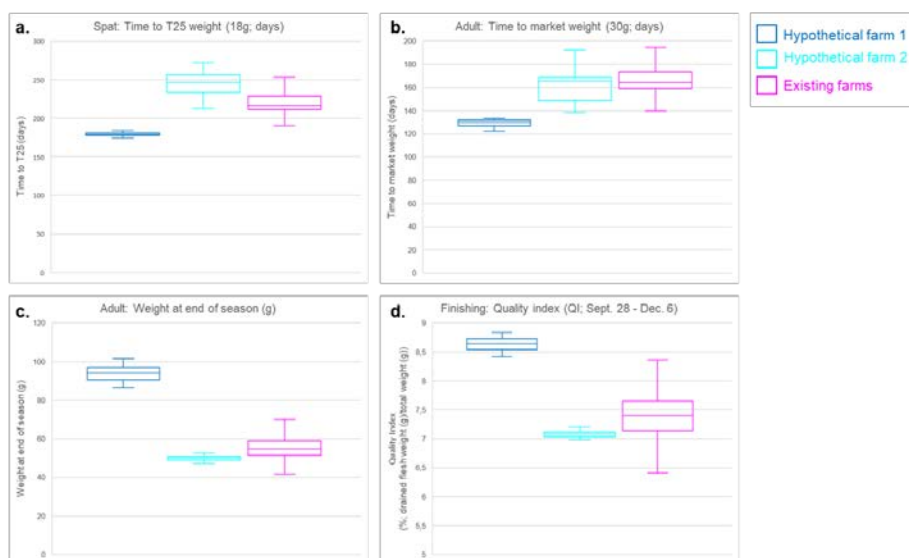 a.
Spat: Time to T25 weight (18g; days)
300
250
200
150
100
50
0
Time to T25 (days)
b.
Adult: Time to market weight (30g; days)
200
180
160
140
120
100
80
60
40
20
0
Time to market weight (days)
Hypothetical farm 1
Hypothetical farm 2
Existing farms
c.
Adult: Weight at end of season (g)
120
100
80
60
40
20
0
Weight at end of season (g)
d.
Finishing: Quality index (QI; Sept. 28 - Dec. 6)
9
8,5
8
7,5
7
6,5
6
5,5
5
Quality Index
(%; drained flesh weight (g)/total weight (g))